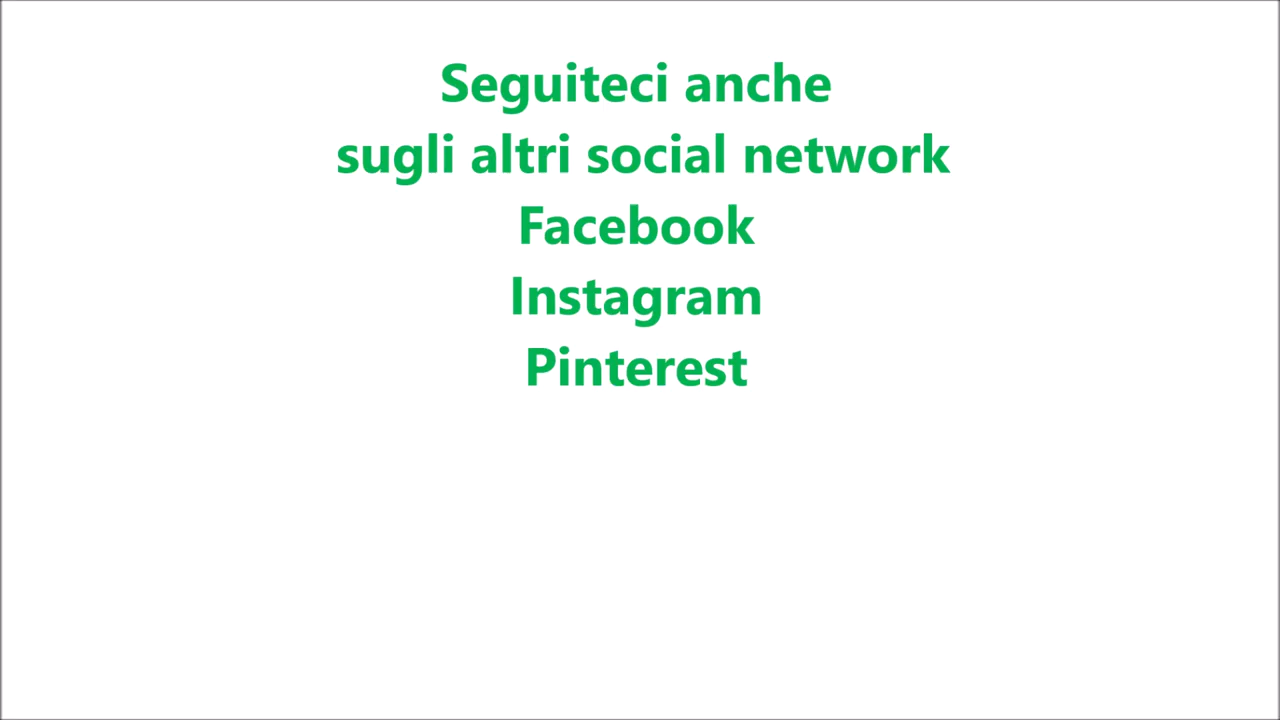 Seguiteci anche
sugli altri social network
Facebook
Instagram
Pinterest